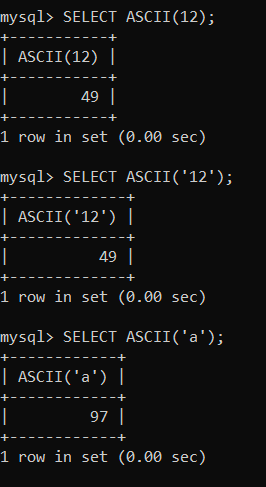 mysql> SELECT ASCII(12);
+-----------+
| ASCII(12) |
+-----------+
|        49 |
+-----------+
1 row in set (0.00 sec)

mysql> SELECT ASCII('12');
+-------------+
| ASCII('12') |
+-------------+
|          49 |
+-------------+
1 row in set (0.00 sec)

mysql> SELECT ASCII('a');
+------------+
| ASCII('a') |
+------------+
|         97 |
+------------+
1 row in set (0.00 sec)